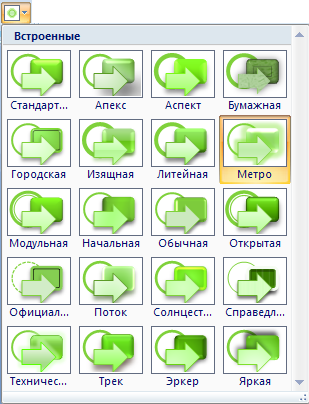 Встроенные
Стандарт... Апекс Аспект Бумажная
Городская Изящная Литейная Метро
Модульная Начальная Обычная Открытая
Официал... Поток Солнцест... Справедл...
Техничес... Трек Эркер Яркая